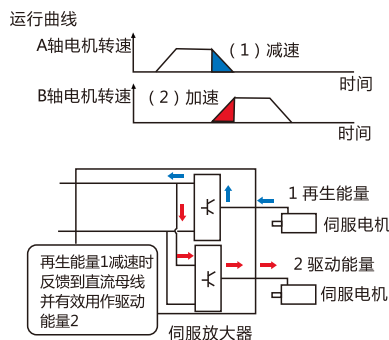 运行曲线
A轴电机转速
(1)减速
时间
B轴电机转速
(2)加速
时间
1 再生能量
伺服电机
2 驱动能量
伺服电机
再生能量1减速时
反馈到直流母线
并有效用作驱动
能量2
伺服放大器